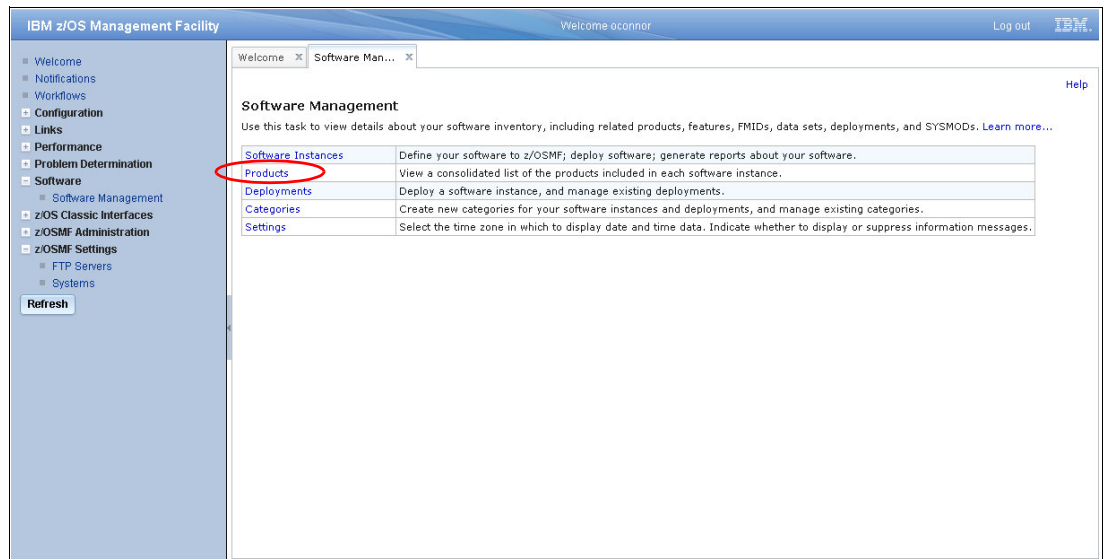 IBM z/OS Management Facility
Welcome oconnor
Log out
IBM.
Welcome
Notifications
Workflows
Configuration
Links
Performance
Problem Determination
Software
Software Management
z/OS Classic Interfaces
z/OSMF Administration
z/OSMF Settings
FTP Servers
Systems
Refresh
Welcome X Software Man... X
Help
Software Management
Use this task to view details about your software inventory, including related products, features, FMIDs, data sets, deployments, and SYSMODs. Learn more...
Software Instances Define your software to z/OSMF; deploy software; generate reports about your software.
Products View a consolidated list of the products included in each software instance.
Deployments Deploy a software instance, and manage existing deployments.
Categories Create new categories for your software instances and deployments, and manage existing categories.
Settings Select the time zone in which to display date and time data. Indicate whether to display or suppress information messages.